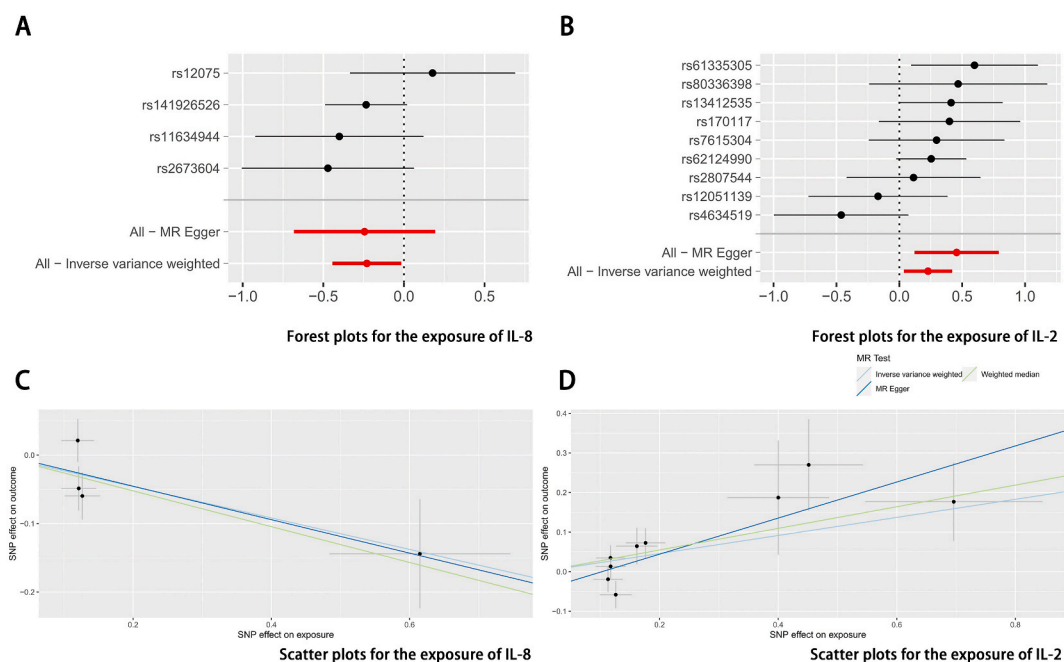 A
rs12075
rs141926526
rs11634944
rs2673604
All − MR Egger
All − Inverse variance weighted
−1.0 −0.5 0.0 0.5
Forest plots for the exposure of IL-8
B
rs61335305
rs80336398
rs13412535
rs170117
rs7615304
rs62124990
rs2807544
rs12051139
rs4634519
All − MR Egger
All − Inverse variance weighted
−1.0 −0.5 0.0 0.5 1.0
Forest plots for the exposure of IL-2
C
SNP effect on outcome
0.0
−0.1
−0.2
0.2 0.4 0.6
SNP effect on exposure
Scatter plots for the exposure of IL-8
D
MR Test
Inverse variance weighted Weighted median
MR Egger
SNP effect on outcome
0.4
0.3
0.2
0.1
0.0
−0.1
0.2 0.4 0.6 0.8
SNP effect on exposure
Scatter plots for the exposure of IL-2